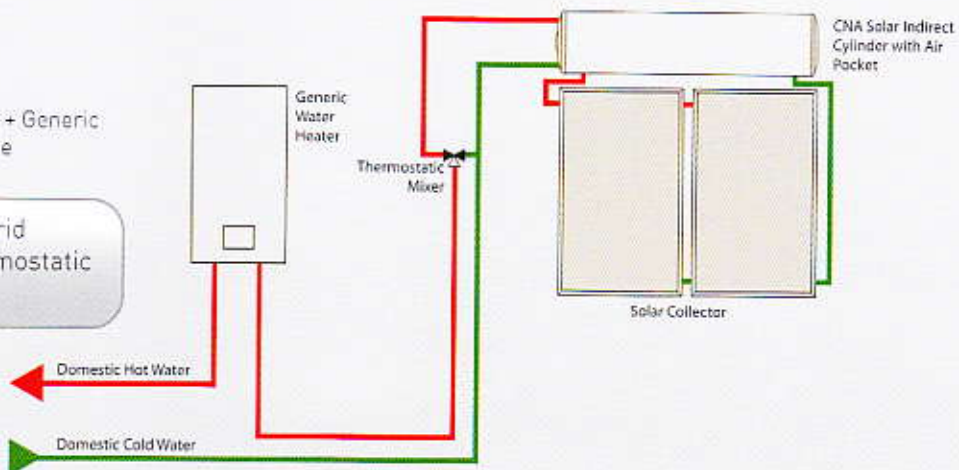 CNA Solar Indirect
Cylinder with Air
Pocket
+ Generic
e
Generic
Water
Heater
Thermostatic
Mixer
rid
mostatic
Solar Collector
Domestic Hot Water
Domestic Cold Water